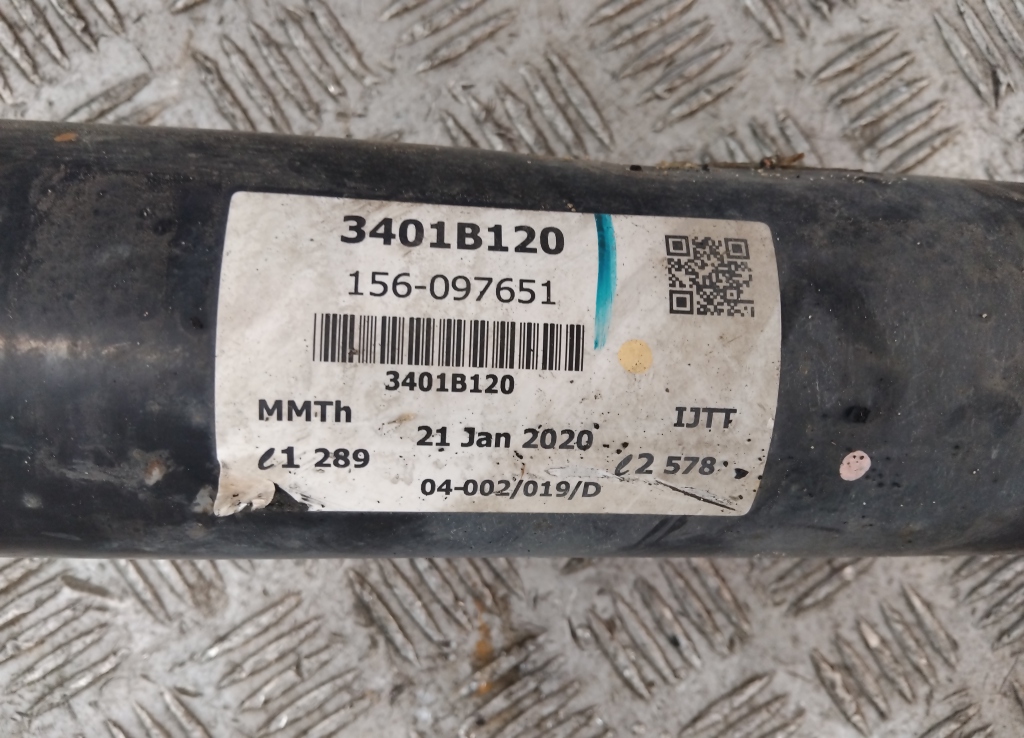 3401B120
156-097651
3401B120
MMTh
IJTT
21 Jan 2020
ℓ1 289
ℓ2 578
04-002/019/D